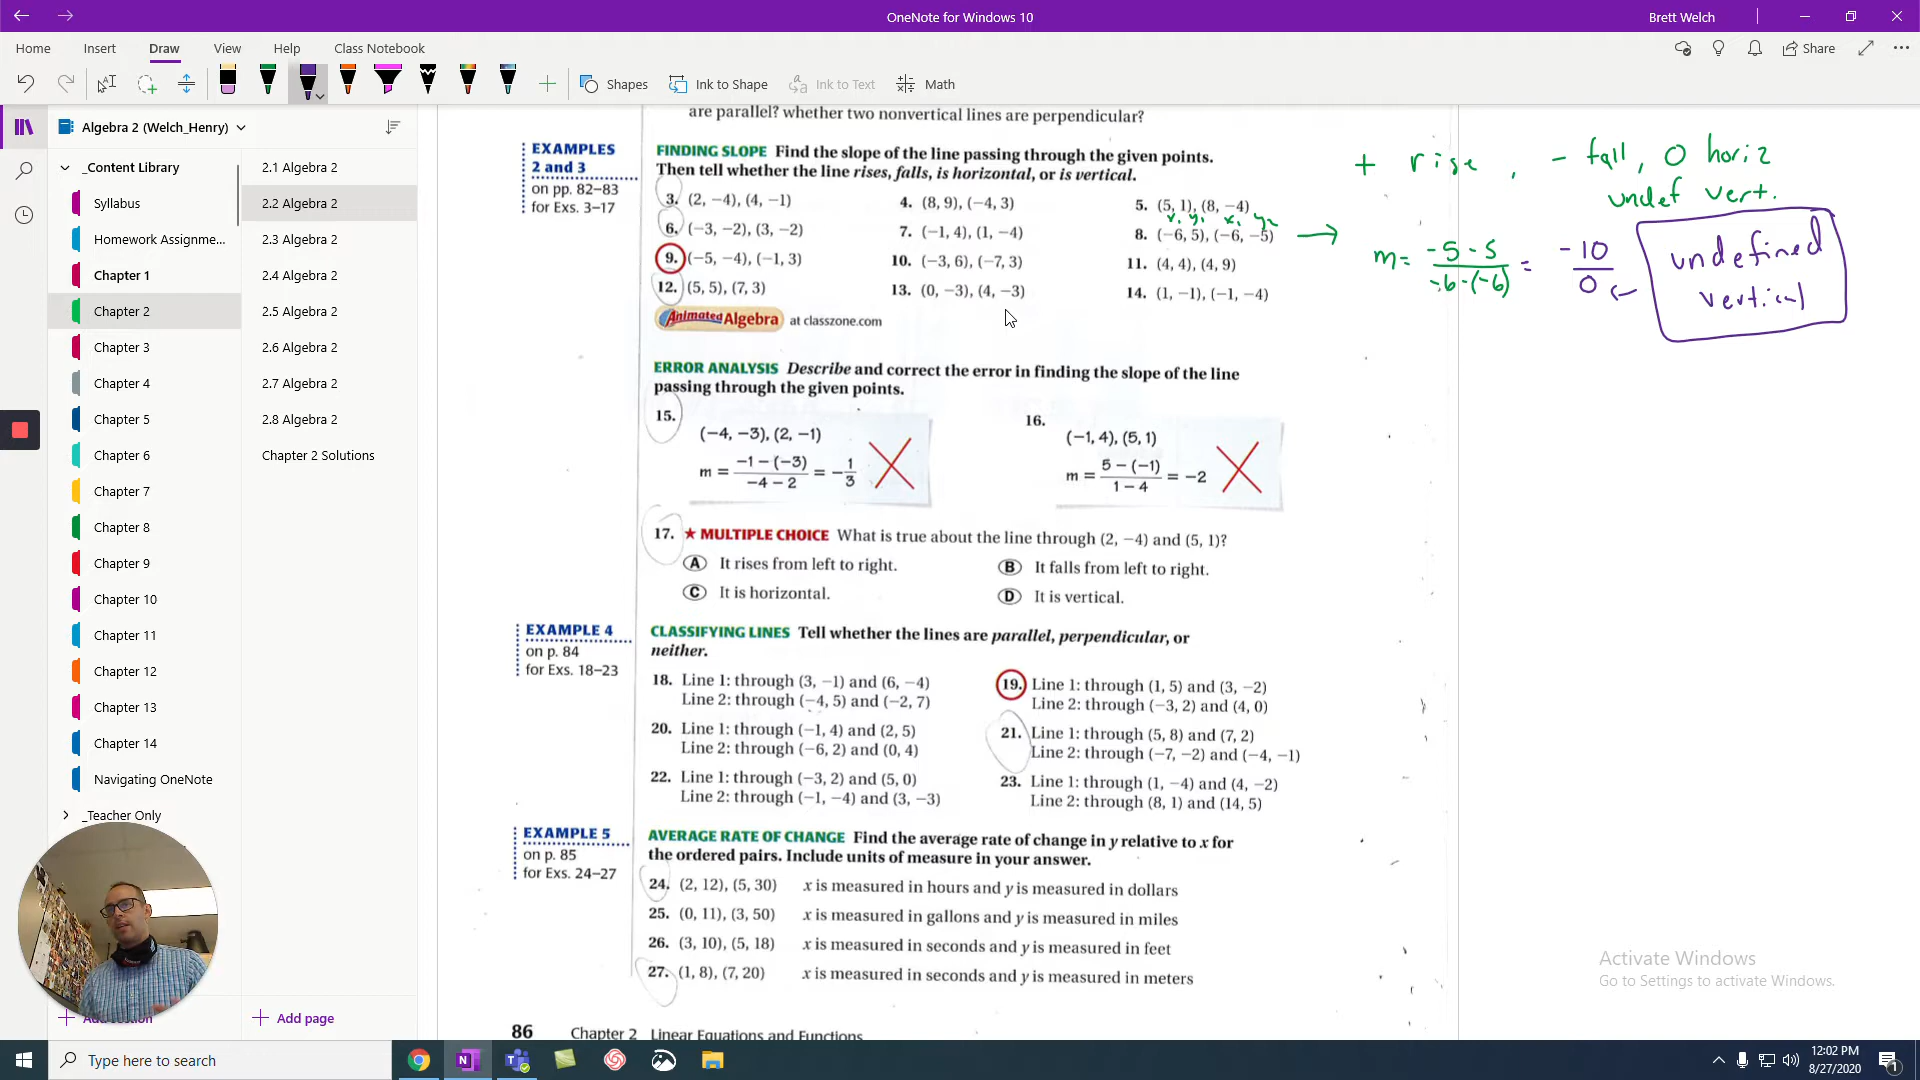 OneNote for Windows 10
Brett Welch
Home Insert Draw View Help Class Notebook
Share
Shapes Ink to Shape Ink to Text Math
Algebra 2 (Welch_Henry)
_Content Library
Syllabus
Homework Assignme...
Chapter 1
Chapter 2
Chapter 3
Chapter 4
Chapter 5
Chapter 6
Chapter 7
Chapter 8
Chapter 9
Chapter 10
Chapter 11
Chapter 12
Chapter 13
Chapter 14
Navigating OneNote
_Teacher Only
2.1 Algebra 2
2.2 Algebra 2
2.3 Algebra 2
2.4 Algebra 2
2.5 Algebra 2
2.6 Algebra 2
2.7 Algebra 2
2.8 Algebra 2
Chapter 2 Solutions
Add page
are parallel? whether two nonvertical lines are perpendicular?
EXAMPLES
2 and 3
on pp. 82–83
for Exs. 3–17
FINDING SLOPE Find the slope of the line passing through the given points.
Then tell whether the line rises, falls, is horizontal, or is vertical.
3. (2, −4), (4, −1) 4. (8, 9), (−4, 3) 5. (5, 1), (8, −4)
x₁ y₁ x₂ y₂
6. (−3, −2), (3, −2) 7. (−1, 4), (1, −4) 8. (−6, 5), (−6, −5)
9. (−5, −4), (−1, 3) 10. (−3, 6), (−7, 3) 11. (4, 4), (4, 9)
12. (5, 5), (7, 3) 13. (0, −3), (4, −3) 14. (1, −1), (−1, −4)
Animated Algebra at classzone.com
+ rise, − fall, 0 horiz
undef vert.
m = −5 − 5 / −6 − (−6) = −10 / 0
undefined
vertical
ERROR ANALYSIS Describe and correct the error in finding the slope of the line
passing through the given points.
15.
(−4, −3), (2, −1)
m = −1 − (−3) / −4 − 2 = −1/3
16.
(−1, 4), (5, 1)
m = 5 − (−1) / 1 − 4 = −2
17. ★ MULTIPLE CHOICE What is true about the line through (2, −4) and (5, 1)?
A It rises from left to right. B It falls from left to right.
C It is horizontal. D It is vertical.
EXAMPLE 4
on p. 84
for Exs. 18–23
CLASSIFYING LINES Tell whether the lines are parallel, perpendicular, or
neither.
18. Line 1: through (3, −1) and (6, −4)
Line 2: through (−4, 5) and (−2, 7)
19. Line 1: through (1, 5) and (3, −2)
Line 2: through (−3, 2) and (4, 0)
20. Line 1: through (−1, 4) and (2, 5)
Line 2: through (−6, 2) and (0, 4)
21. Line 1: through (5, 8) and (7, 2)
Line 2: through (−7, −2) and (−4, −1)
22. Line 1: through (−3, 2) and (5, 0)
Line 2: through (−1, −4) and (3, −3)
23. Line 1: through (1, −4) and (4, −2)
Line 2: through (8, 1) and (14, 5)
EXAMPLE 5
on p. 85
for Exs. 24–27
AVERAGE RATE OF CHANGE Find the average rate of change in y relative to x for
the ordered pairs. Include units of measure in your answer.
24. (2, 12), (5, 30) x is measured in hours and y is measured in dollars
25. (0, 11), (3, 50) x is measured in gallons and y is measured in miles
26. (3, 10), (5, 18) x is measured in seconds and y is measured in feet
27. (1, 8), (7, 20) x is measured in seconds and y is measured in meters
86 Chapter 2 Linear Equations and Functions
Activate Windows
Go to Settings to activate Windows.
Type here to search
12:02 PM
8/27/2020
1